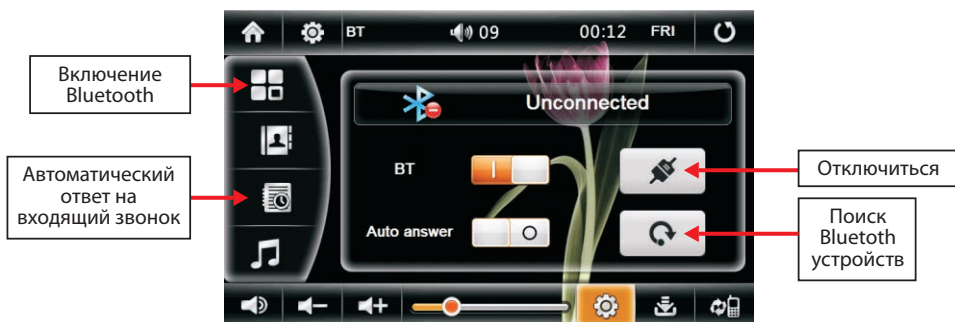 BT
09
00:12
FRI
Включение
Bluetooth
Unconnected
BT
Автоматический
ответ на
входящий звонок
Auto answer
Отключиться
Поиск
Bluetoth
устройств